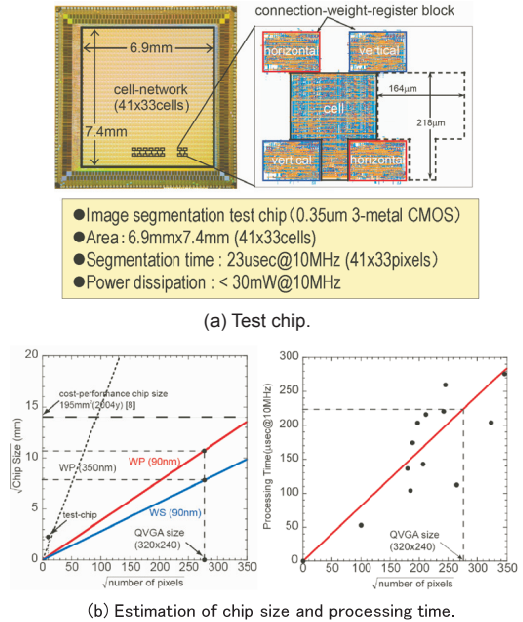 connection-weight-register block
6.9mm
cell-network
(41x33cells)
7.4mm
horizontal
vertical
cell
164μm
218μm
vertical
horizontal
●Image segmentation test chip (0.35um 3-metal CMOS)
●Area : 6.9mmx7.4mm (41x33cells)
●Segmentation time : 23usec@10MHz (41x33pixels)
●Power dissipation : < 30mW@10MHz
(a) Test chip.
20
15
10
5
0
√Chip Size (mm)
cost-performance chip size
195mm²(2004y) [8]
WP (350nm)
WP (90nm)
WS (90nm)
test-chip
QVGA size
(320x240)
0 50 100 150 200 250 300 350
√number of pixels
300
250
200
150
100
50
0
Processing Time(μsec@10MHz)
QVGA size
(320x240)
0 50 100 150 200 250 300 350
√number of pixels
(b) Estimation of chip size and processing time.